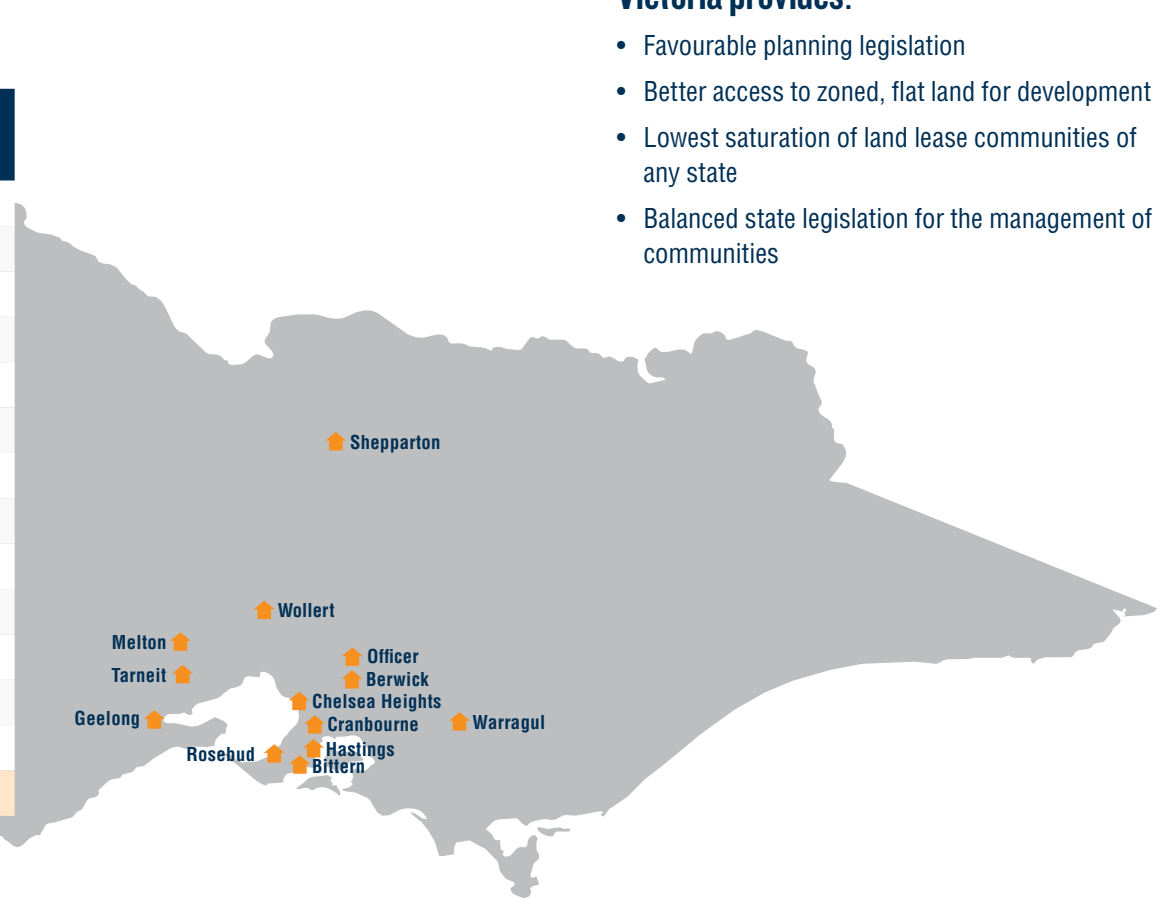 Victoria provides:
• Favourable planning legislation
• Better access to zoned, flat land for development
• Lowest saturation of land lease communities of
any state
• Balanced state legislation for the management of
communities
Shepparton
Wollert
Melton
Officer
Tarneit
Berwick
Chelsea Heights
Geelong
Cranbourne
Warragul
Hastings
Rosebud
Bittern